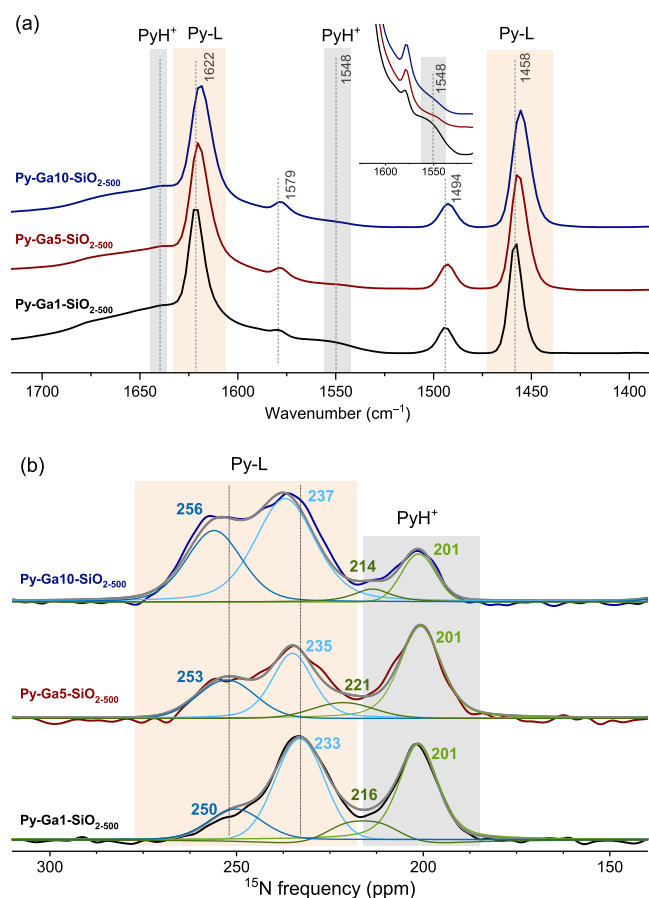 (a)
PyH⁺ Py-L PyH⁺ Py-L
1622
1548
1548
1458
1600 1550
1579
1494
Py-Ga10-SiO₂₋₅₀₀
Py-Ga5-SiO₂₋₅₀₀
Py-Ga1-SiO₂₋₅₀₀
1700 1650 1600 1550 1500 1450 1400
Wavenumber (cm⁻¹)
(b)
Py-L
PyH⁺
256 237 214 201
Py-Ga10-SiO₂₋₅₀₀
253 235 221 201
Py-Ga5-SiO₂₋₅₀₀
250 233 216 201
Py-Ga1-SiO₂₋₅₀₀
300 250 200 150
¹⁵N frequency (ppm)